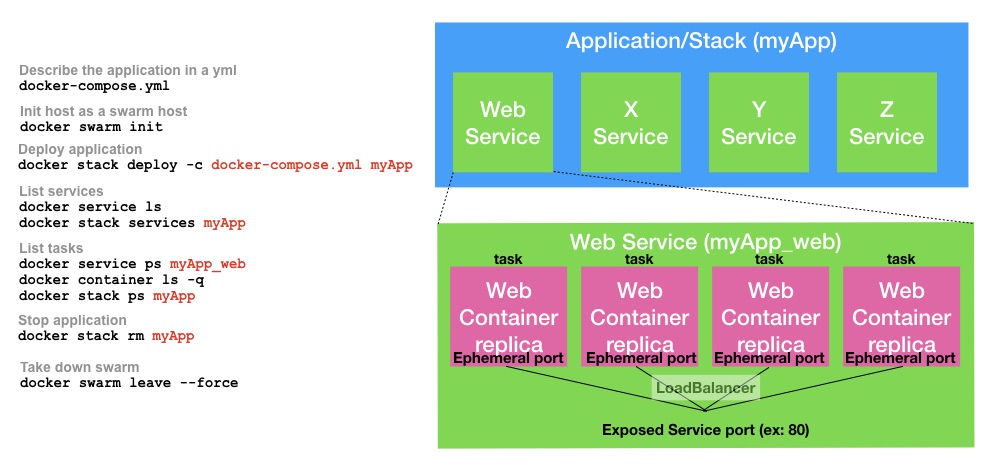 Describe the application in a yml
docker-compose.yml
Init host as a swarm host
docker swarm init
Deploy application
docker stack deploy -c docker-compose.yml myApp
List services
docker service ls
docker stack services myApp
List tasks
docker service ps myApp_web
docker container ls -q
docker stack ps myApp
Stop application
docker stack rm myApp
Take down swarm
docker swarm leave --force
Application/Stack (myApp)
Web
Service
X
Service
Y
Service
Z
Service
Web Service (myApp_web)
task
Web
Container
replica
Ephemeral port
task
Web
Container
replica
Ephemeral port
task
Web
Container
replica
Ephemeral port
task
Web
Container
replica
Ephemeral port
LoadBalancer
Exposed Service port (ex: 80)